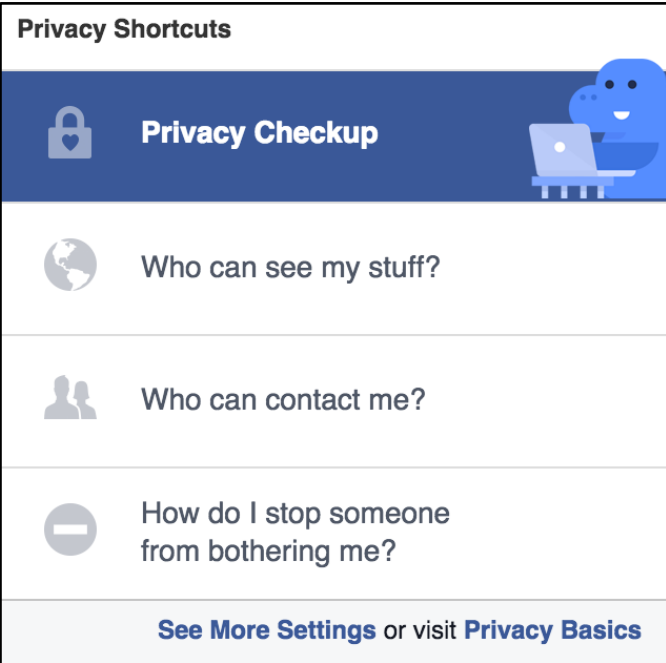 Privacy Shortcuts
Privacy Checkup
Who can see my stuff?
Who can contact me?
How do I stop someone
from bothering me?
See More Settings or visit Privacy Basics